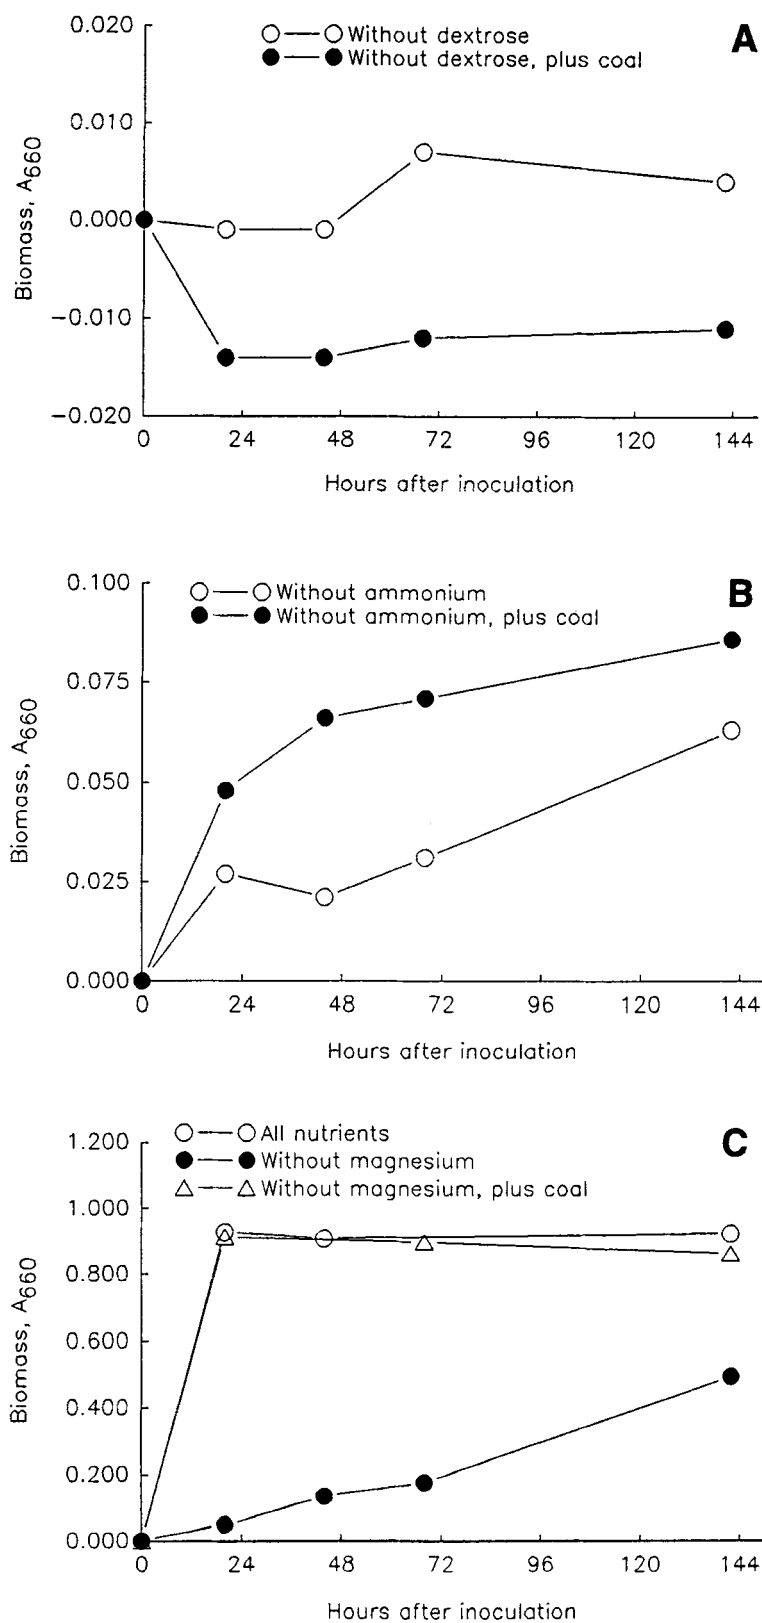 A
0.020
Without dextrose
Without dextrose, plus coal
0.010
0.000
−0.010
−0.020
Biomass, A660
0 24 48 72 96 120 144
Hours after inoculation
B
0.100
Without ammonium
Without ammonium, plus coal
0.075
0.050
0.025
0.000
Biomass, A660
0 24 48 72 96 120 144
Hours after inoculation
C
1.200
All nutrients
Without magnesium
Without magnesium, plus coal
1.000
0.800
0.600
0.400
0.200
0.000
Biomass, A660
0 24 48 72 96 120 144
Hours after inoculation